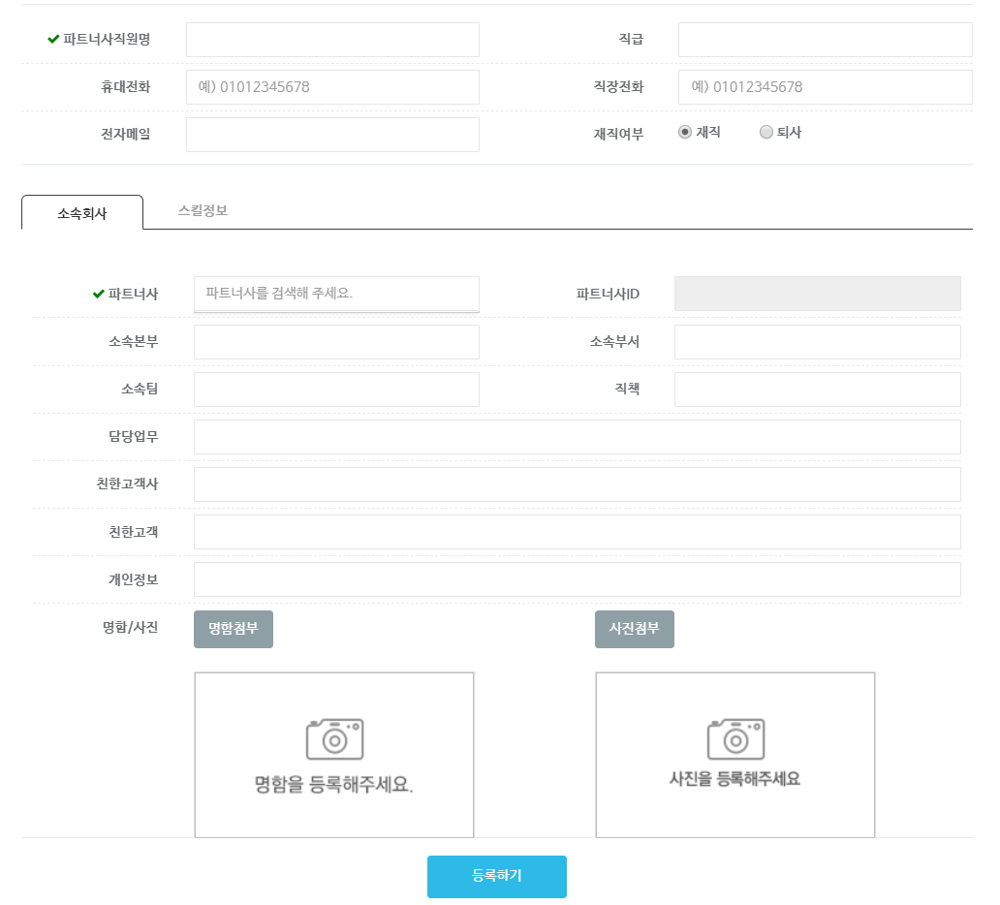 파트너사직원명 직급
휴대전화 예) 01012345678 직장전화 예) 01012345678
전자메일 재직여부 재직 퇴사
소속회사 스킬정보
파트너사 파트너사를 검색해 주세요. 파트너사ID
소속본부 소속부서
소속팀 직책
담당업무
친한고객사
친한고객
개인정보
명함/사진 명함첨부 사진첨부
명함을 등록해주세요. 사진을 등록해주세요
등록하기